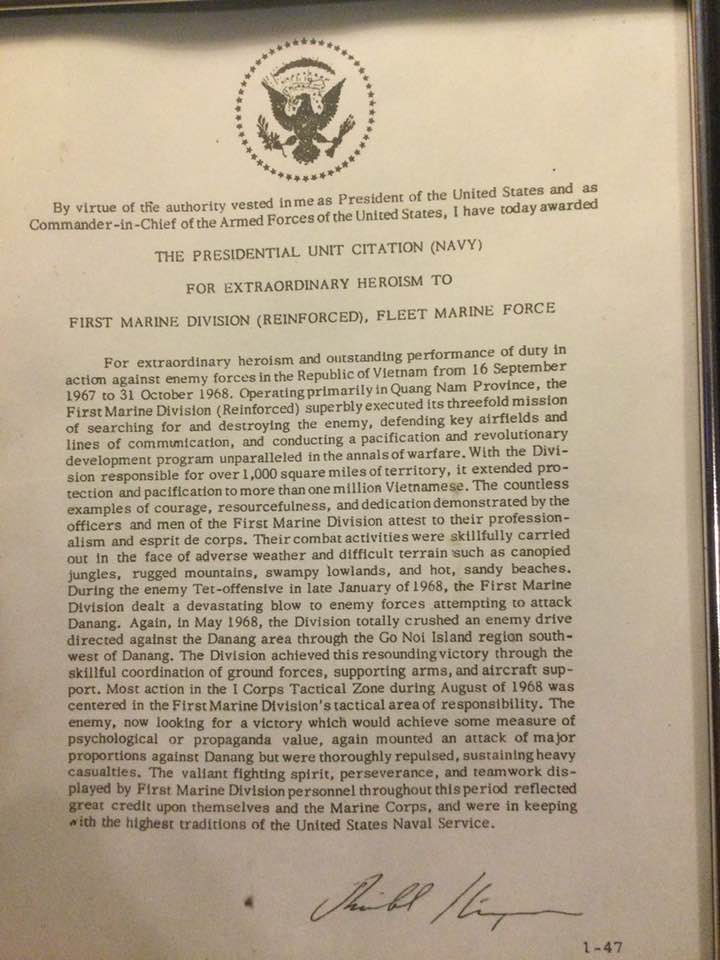 By virtue of the authority vested in me as President of the United States and as
Commander-in-Chief of the Armed Forces of the United States, I have today awarded
THE PRESIDENTIAL UNIT CITATION (NAVY)
FOR EXTRAORDINARY HEROISM TO
FIRST MARINE DIVISION (REINFORCED), FLEET MARINE FORCE
For extraordinary heroism and outstanding performance of duty in
action against enemy forces in the Republic of Vietnam from 16 September
1967 to 31 October 1968. Operating primarily in Quang Nam Province, the
First Marine Division (Reinforced) superbly executed its threefold mission
of searching for and destroying the enemy, defending key airfields and
lines of communication, and conducting a pacification and revolutionary
development program unparalleled in the annals of warfare. With the Divi-
sion responsible for over 1,000 square miles of territory, it extended pro-
tection and pacification to more than one million Vietnamese. The countless
examples of courage, resourcefulness, and dedication demonstrated by the
officers and men of the First Marine Division attest to their profession-
alism and esprit de corps. Their combat activities were skillfully carried
out in the face of adverse weather and difficult terrain such as canopied
jungles, rugged mountains, swampy lowlands, and hot, sandy beaches.
During the enemy Tet-offensive in late January of 1968, the First Marine
Division dealt a devastating blow to enemy forces attempting to attack
Danang. Again, in May 1968, the Division totally crushed an enemy drive
directed against the Danang area through the Go Noi Island region south-
west of Danang. The Division achieved this resounding victory through the
skillful coordination of ground forces, supporting arms, and aircraft sup-
port. Most action in the I Corps Tactical Zone during August of 1968 was
centered in the First Marine Division's tactical area of responsibility. The
enemy, now looking for a victory which would achieve some measure of
psychological or propaganda value, again mounted an attack of major
proportions against Danang but were thoroughly repulsed, sustaining heavy
casualties. The valiant fighting spirit, perseverance, and teamwork dis-
played by First Marine Division personnel throughout this period reflected
great credit upon themselves and the Marine Corps, and were in keeping
with the highest traditions of the United States Naval Service.
1-47